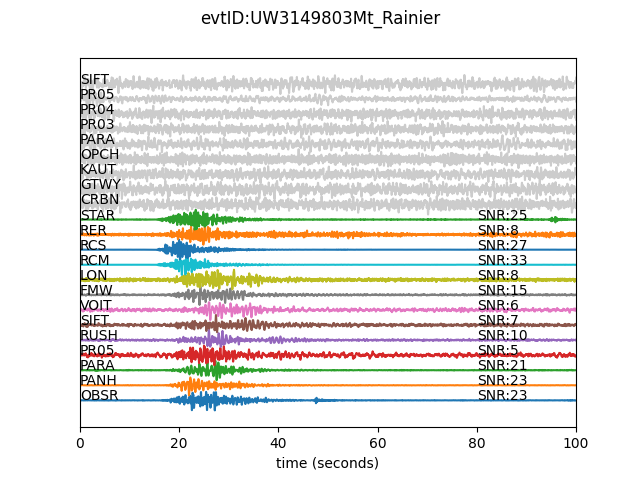 evtID:UW3149803Mt_Rainier
SIFT
PR05
PR04
PR03
PARA
OPCH
KAUT
GTWY
CRBN
STAR SNR:25
RER SNR:8
RCS SNR:27
RCM SNR:33
LON SNR:8
FMW SNR:15
VOIT SNR:6
SIFT SNR:7
RUSH SNR:10
PR05 SNR:5
PARA SNR:21
PANH SNR:23
OBSR SNR:23
0 20 40 60 80 100
time (seconds)